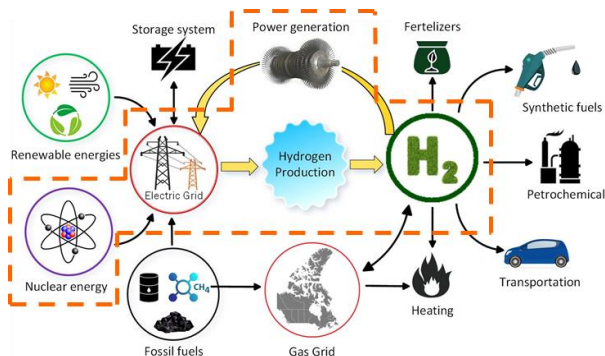 Storage system
Power generation
Fertelizers
Synthetic fuels
Renewable energies
Electric Grid
Hydrogen
Production
H2
Petrochemical
Nuclear energy
CH4
Transportation
Heating
Fossil fuels
Gas Grid